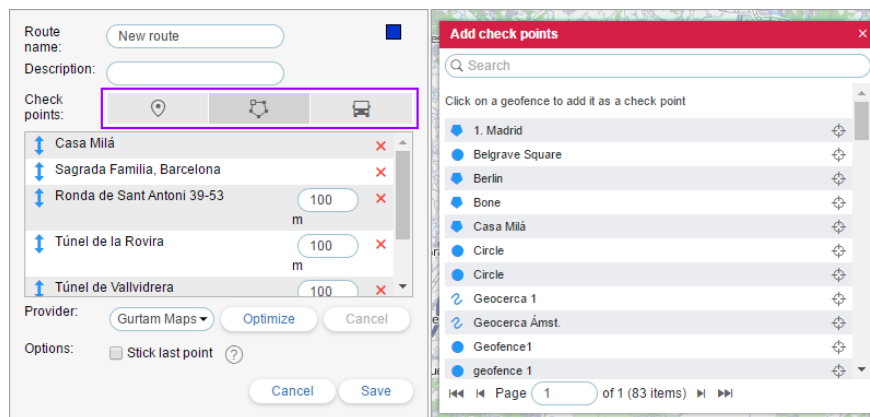 Route name: New route
Description:
Check points:
Casa Milá
Sagrada Familia, Barcelona
Ronda de Sant Antoni 39-53 100 m
Túnel de la Rovira 100 m
Túnel de Vallvidrera 100
Provider: Gurtam Maps Optimize Cancel
Options: Stick last point ?
Cancel Save
Add check points
Search
Click on a geofence to add it as a check point
1. Madrid
Belgrave Square
Berlin
Bone
Casa Milá
Circle
Circle
Geocerca 1
Geocerca Ámst.
Geofence1
geofence 1
Page 1 of 1 (83 items)